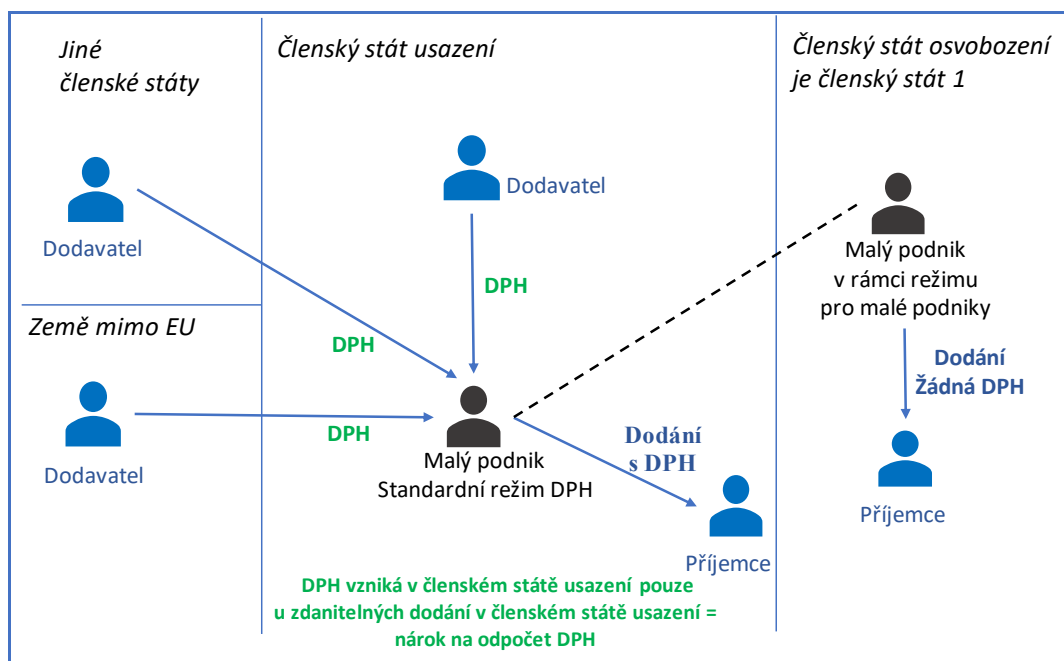 Jiné
členské státy
Dodavatel
Země mimo EU
Dodavatel
Členský stát usazení
Dodavatel
DPH
DPH
DPH
Malý podnik
Standardní režim DPH
Dodání
s DPH
Příjemce
DPH vzniká v členském státě usazení pouze
u zdanitelných dodání v členském státě usazení =
nárok na odpočet DPH
Členský stát osvobození
je členský stát 1
Malý podnik
v rámci režimu
pro malé podniky
Dodání
Žádná DPH
Příjemce